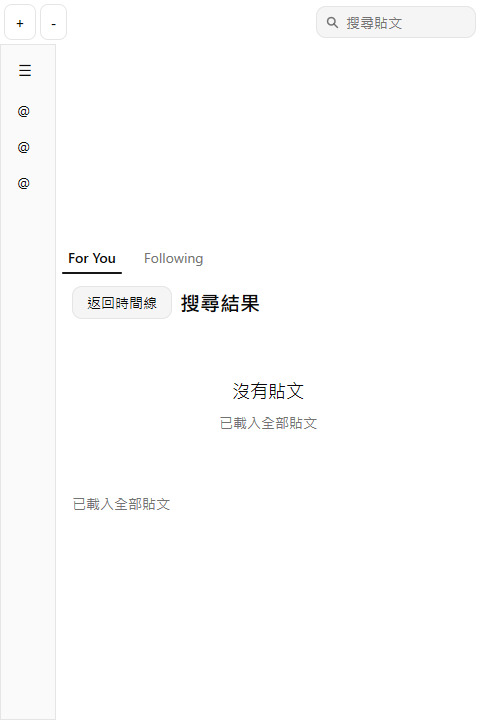 + -
搜尋貼文
☰
@
@
@
For You Following
返回時間線 搜尋結果
沒有貼文
已載入全部貼文
已載入全部貼文